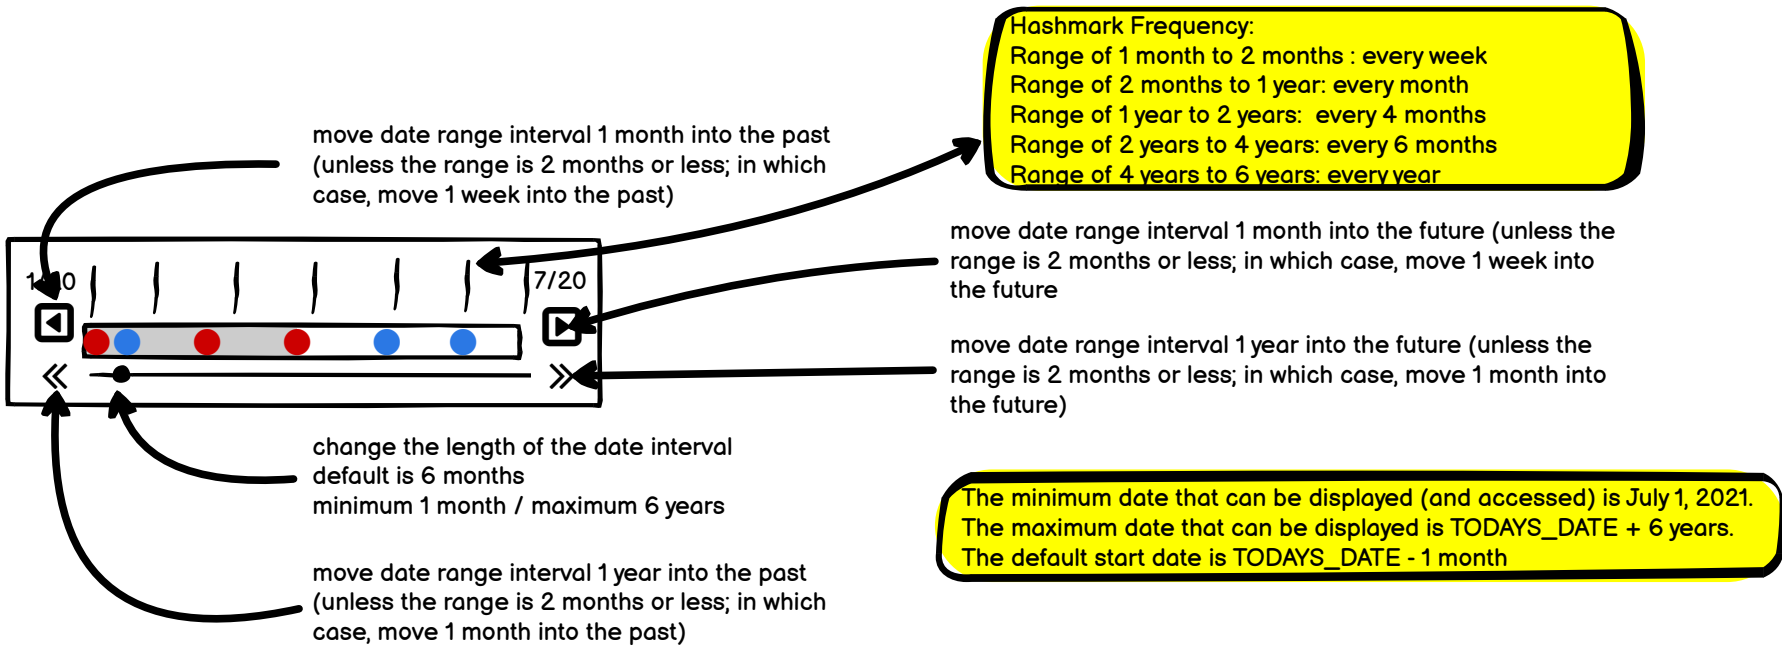 Hashmark Frequency:
Range of 1 month to 2 months : every week
Range of 2 months to 1 year: every month
Range of 1 year to 2 years:  every 4 months
Range of 2 years to 4 years: every 6 months
Range of 4 years to 6 years: every year
move date range interval 1 month into the past
(unless the range is 2 months or less; in which
case, move 1 week into the past)
move date range interval 1 month into the future (unless the
range is 2 months or less; in which case, move 1 week into
the future
7/20
move date range interval 1 year into the future (unless the
range is 2 months or less; in which case, move 1 month into
the future)
change the length of the date interval
default is 6 months
minimum 1 month / maximum 6 years
The minimum date that can be displayed (and accessed) is July 1, 2021.
The maximum date that can be displayed is TODAYS_DATE + 6 years.
The default start date is TODAYS_DATE - 1 month
move date range interval 1 year into the past
(unless the range is 2 months or less; in which
case, move 1 month into the past)